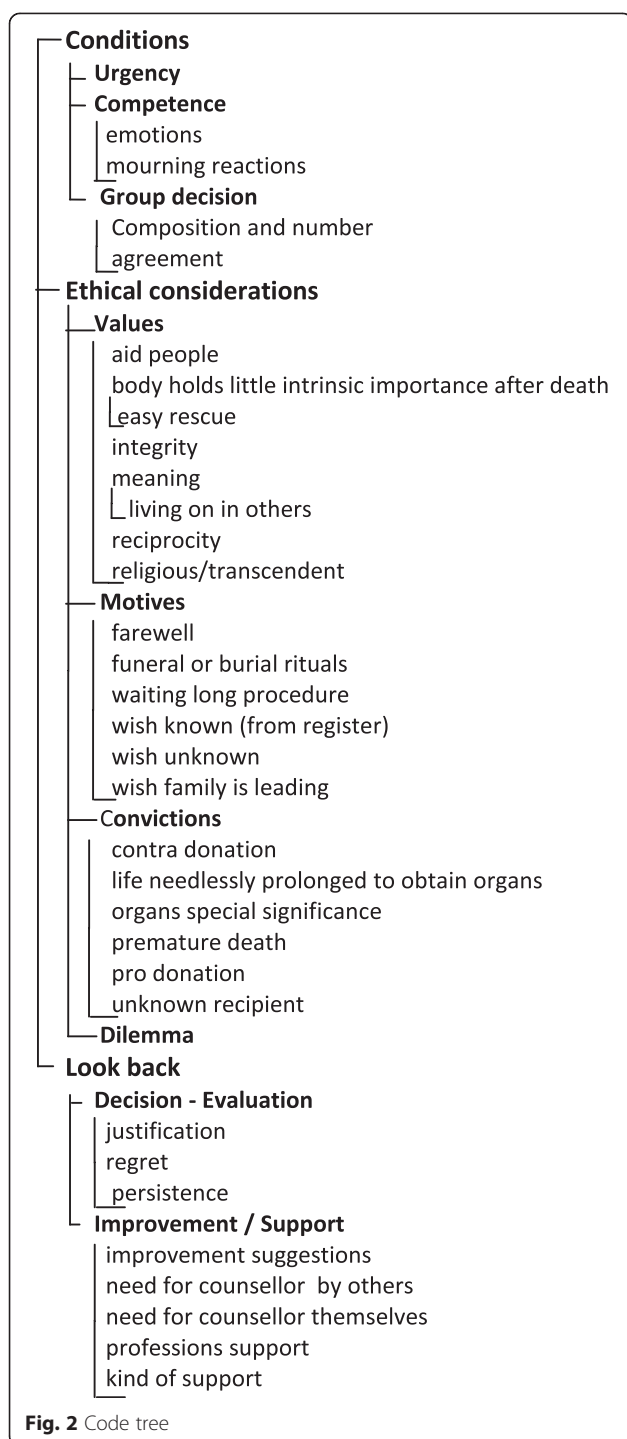 Conditions
Urgency
Competence
emotions
mourning reactions
Group decision
Composition and number
agreement
Ethical considerations
Values
aid people
body holds little intrinsic importance after death
easy rescue
integrity
meaning
living on in others
reciprocity
religious/transcendent
Motives
farewell
funeral or burial rituals
waiting long procedure
wish known (from register)
wish unknown
wish family is leading
Convictions
contra donation
life needlessly prolonged to obtain organs
organs special significance
premature death
pro donation
unknown recipient
Dilemma
Look back
Decision - Evaluation
justification
regret
persistence
Improvement / Support
improvement suggestions
need for counsellor by others
need for counsellor themselves
professions support
kind of support
Fig. 2 Code tree